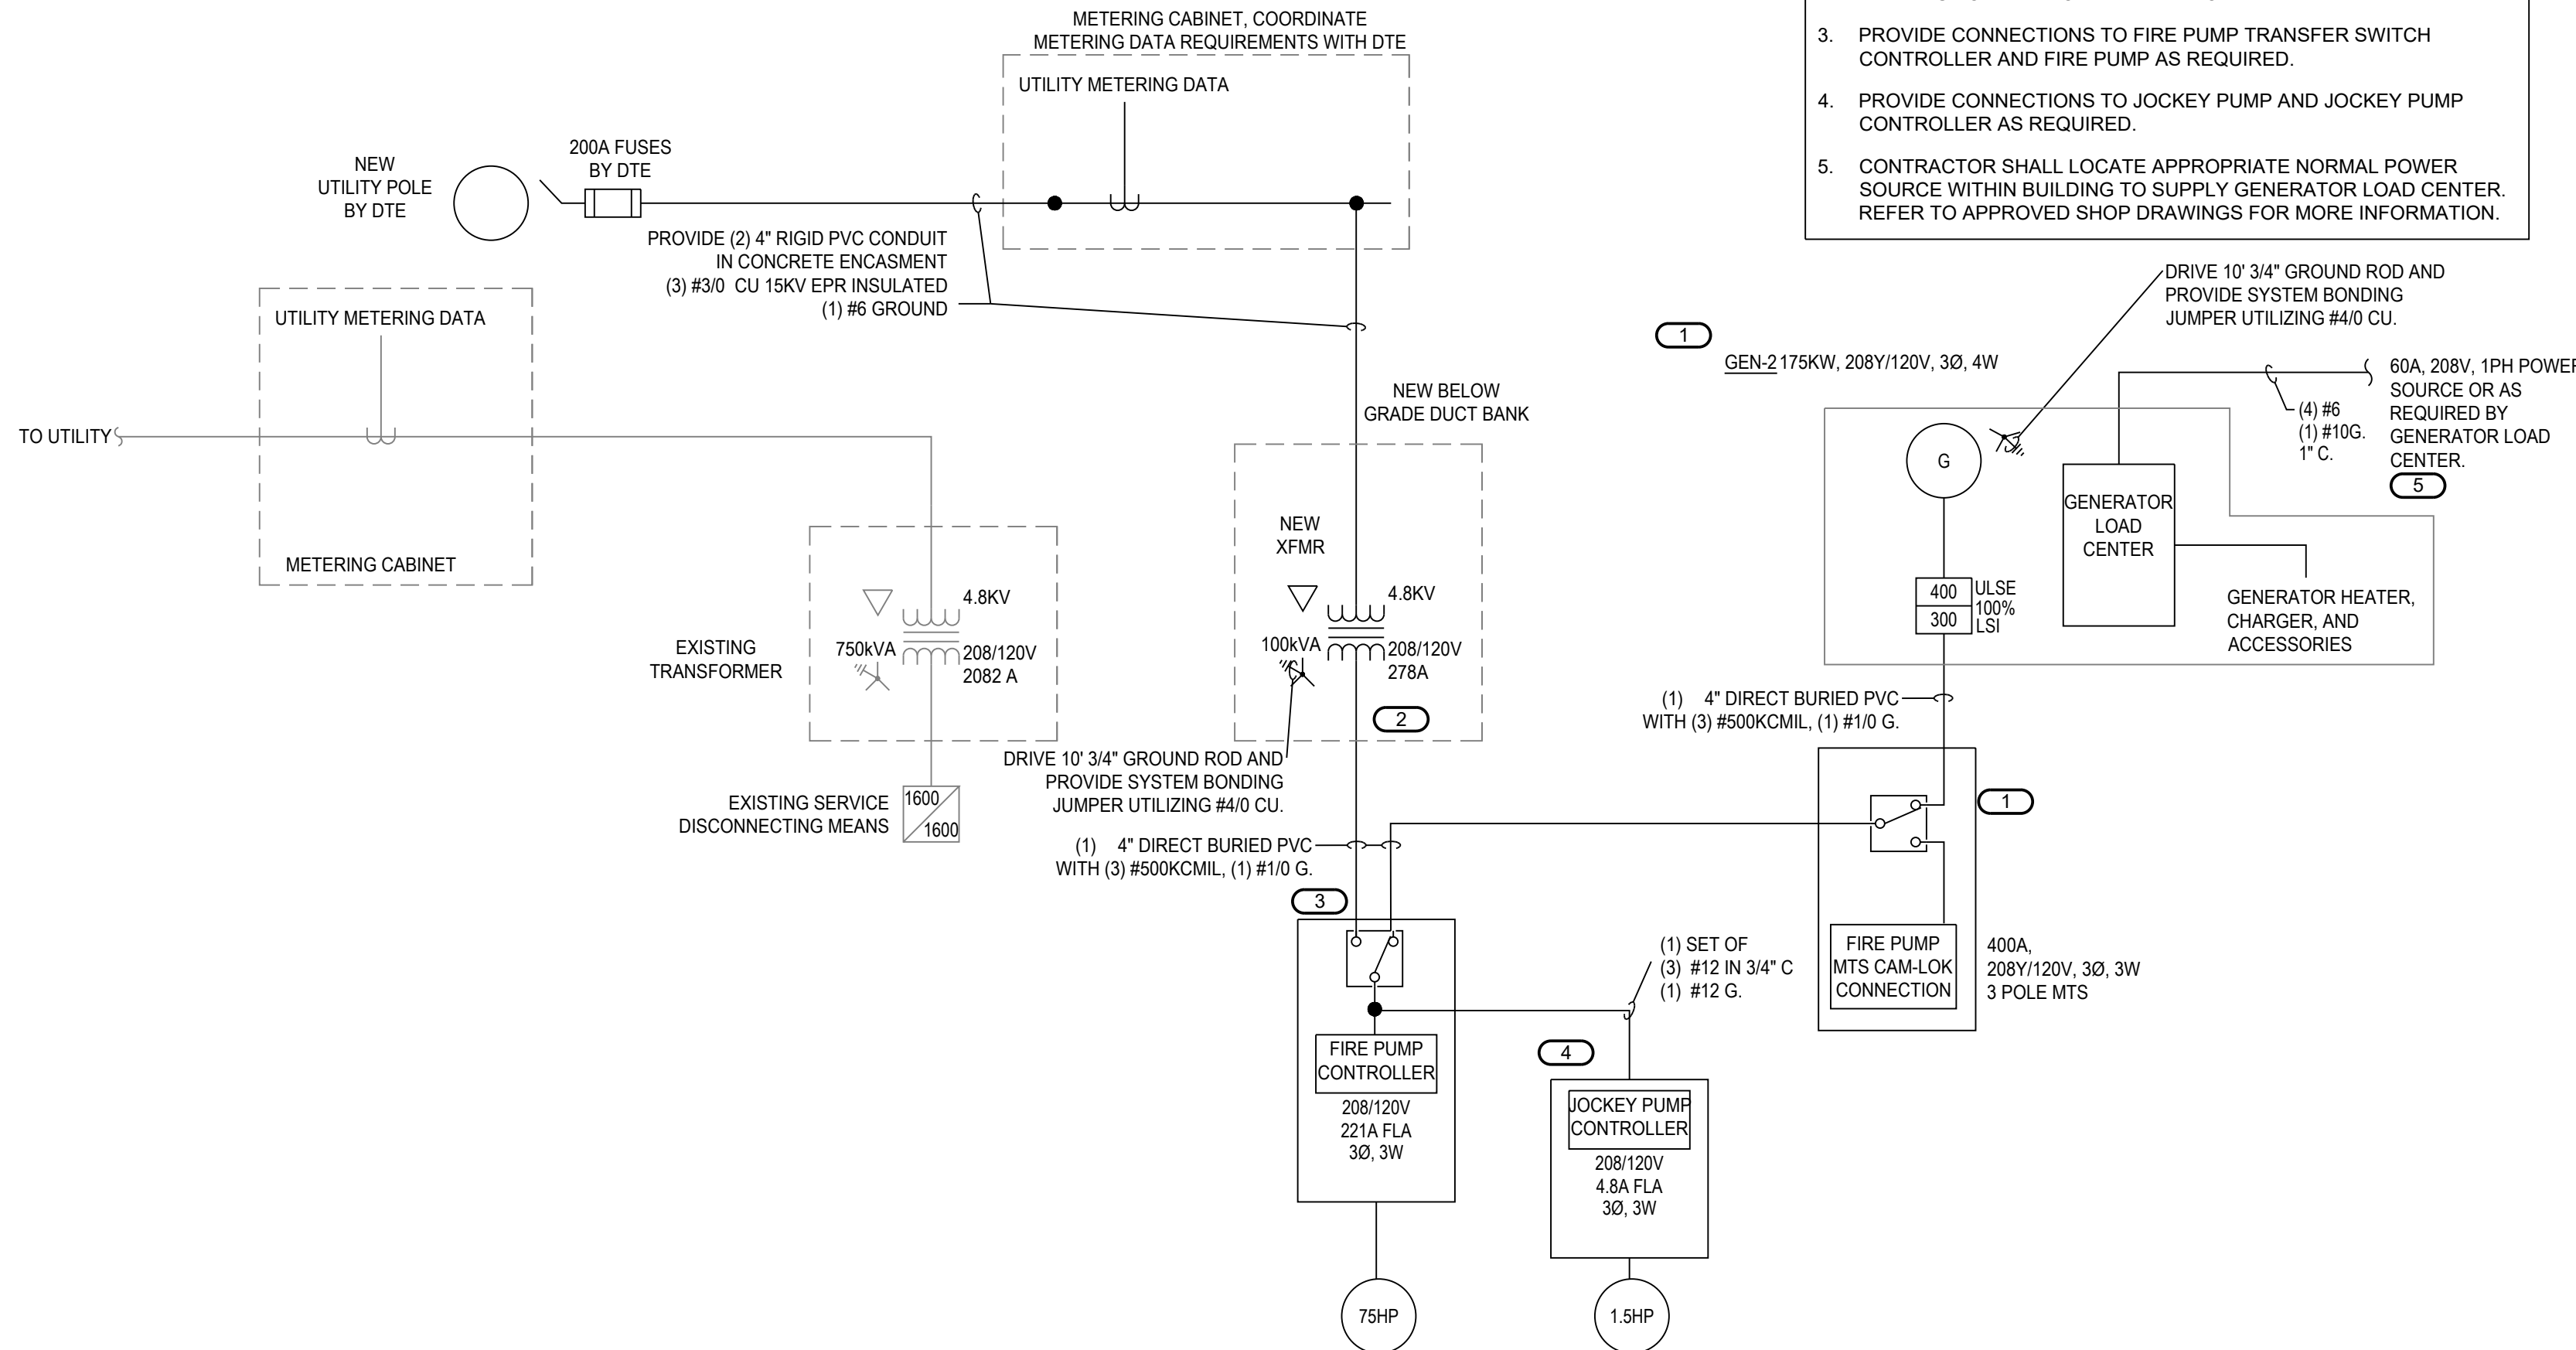 METERING CABINET, COORDINATE
METERING DATA REQUIREMENTS WITH DTE
UTILITY METERING DATA
200A FUSES
BY DTE
NEW
UTILITY POLE
BY DTE
PROVIDE (2) 4" RIGID PVC CONDUIT
IN CONCRETE ENCASMENT
(3) #3/0 CU 15KV EPR INSULATED
(1) #6 GROUND
3. PROVIDE CONNECTIONS TO FIRE PUMP TRANSFER SWITCH
CONTROLLER AND FIRE PUMP AS REQUIRED.
4. PROVIDE CONNECTIONS TO JOCKEY PUMP AND JOCKEY PUMP
CONTROLLER AS REQUIRED.
5. CONTRACTOR SHALL LOCATE APPROPRIATE NORMAL POWER
SOURCE WITHIN BUILDING TO SUPPLY GENERATOR LOAD CENTER.
REFER TO APPROVED SHOP DRAWINGS FOR MORE INFORMATION.
UTILITY METERING DATA
TO UTILITY
METERING CABINET
NEW BELOW
GRADE DUCT BANK
EXISTING
TRANSFORMER
4.8KV
750kVA
208/120V
2082 A
EXISTING SERVICE
DISCONNECTING MEANS
1600
1600
NEW
XFMR
4.8KV
100kVA
208/120V
278A
2
DRIVE 10' 3/4" GROUND ROD AND
PROVIDE SYSTEM BONDING
JUMPER UTILIZING #4/0 CU.
(1) 4" DIRECT BURIED PVC
WITH (3) #500KCMIL, (1) #1/0 G.
1
GEN-2 175KW, 208Y/120V, 3Ø, 4W
DRIVE 10' 3/4" GROUND ROD AND
PROVIDE SYSTEM BONDING
JUMPER UTILIZING #4/0 CU.
60A, 208V, 1PH POWER
SOURCE OR AS
REQUIRED BY
GENERATOR LOAD
CENTER.
5
(4) #6
(1) #10G.
1" C.
G
GENERATOR
LOAD
CENTER
400
300
ULSE
100%
LSI
GENERATOR HEATER,
CHARGER, AND
ACCESSORIES
(1) 4" DIRECT BURIED PVC
WITH (3) #500KCMIL, (1) #1/0 G.
1
FIRE PUMP
MTS CAM-LOK
CONNECTION
400A,
208Y/120V, 3Ø, 3W
3 POLE MTS
3
FIRE PUMP
CONTROLLER
208/120V
221A FLA
3Ø, 3W
75HP
(1) SET OF
(3) #12 IN 3/4" C
(1) #12 G.
4
JOCKEY PUMP
CONTROLLER
208/120V
4.8A FLA
3Ø, 3W
1.5HP